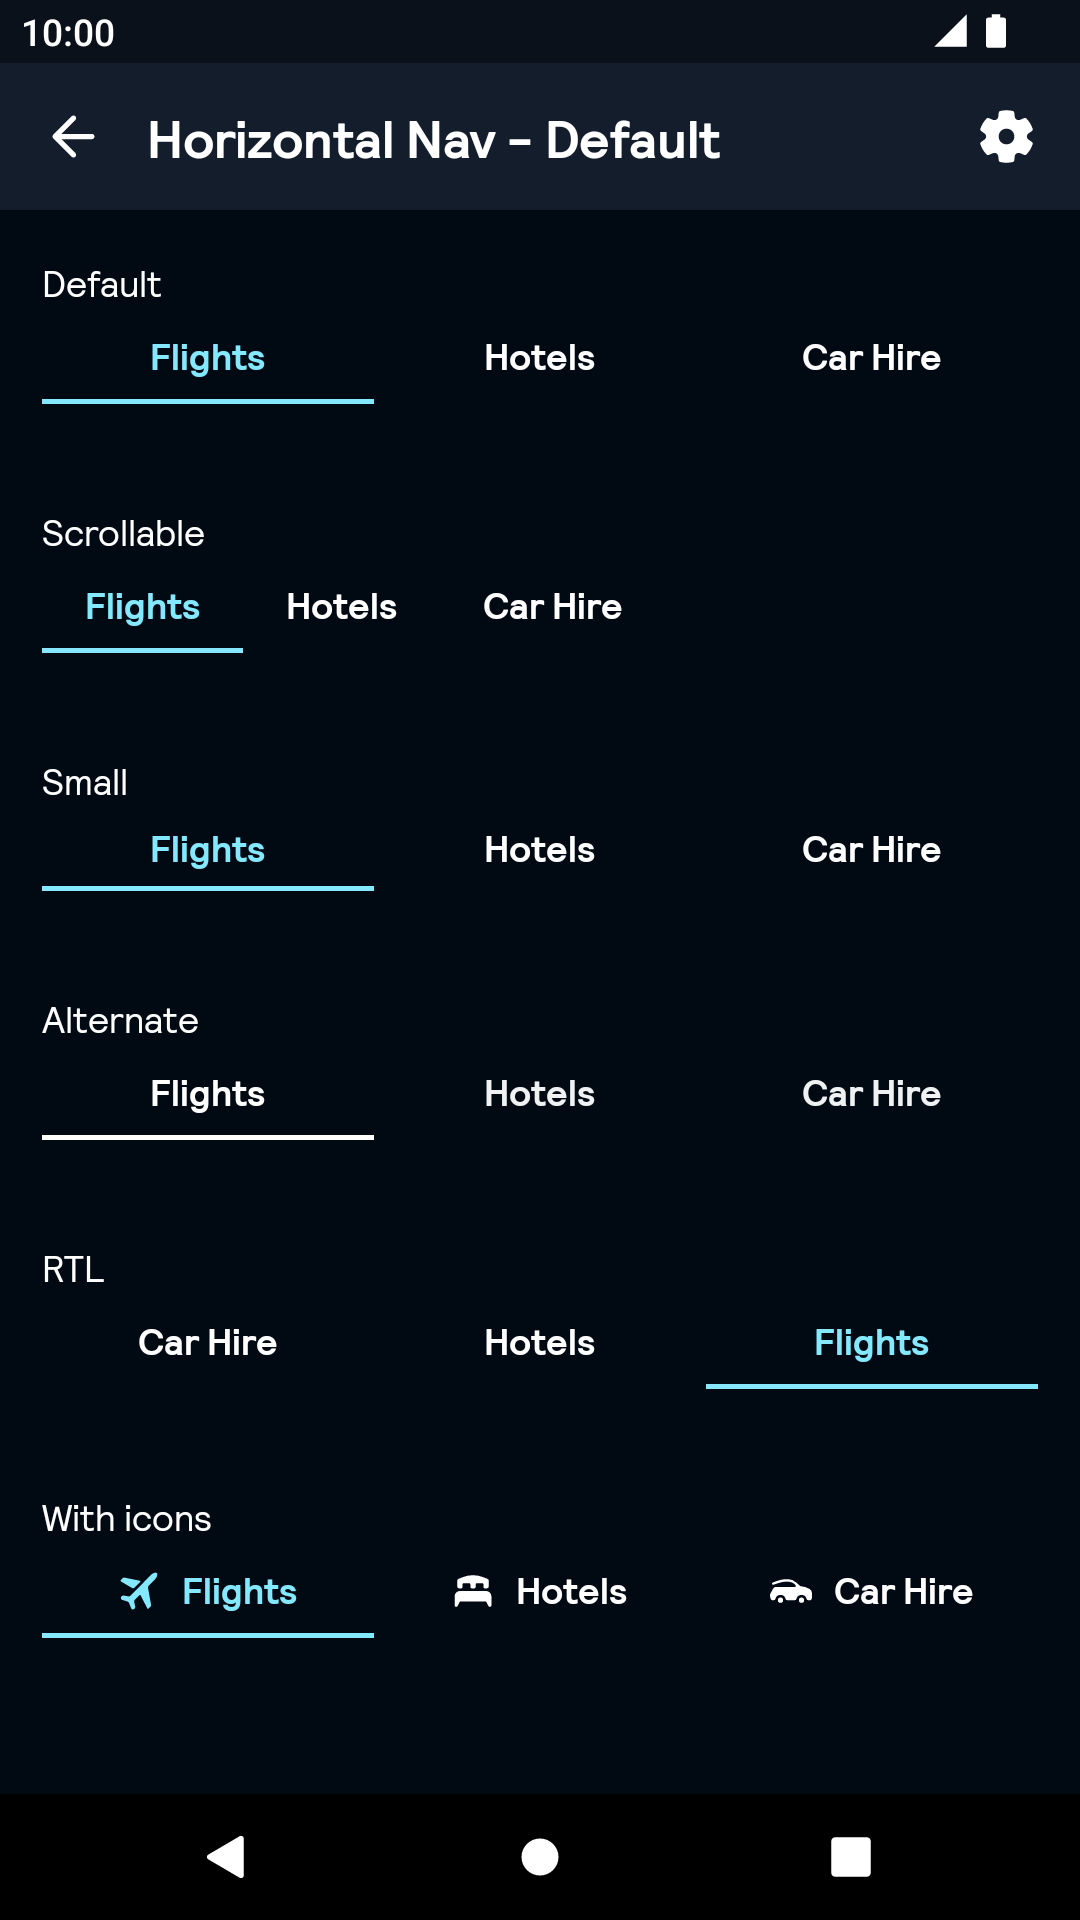 10:00
Horizontal Nav - Default
Default
Flights Hotels Car Hire
Scrollable
Flights Hotels Car Hire
Small
Flights Hotels Car Hire
Alternate
Flights Hotels Car Hire
RTL
Car Hire Hotels Flights
With icons
Flights Hotels Car Hire